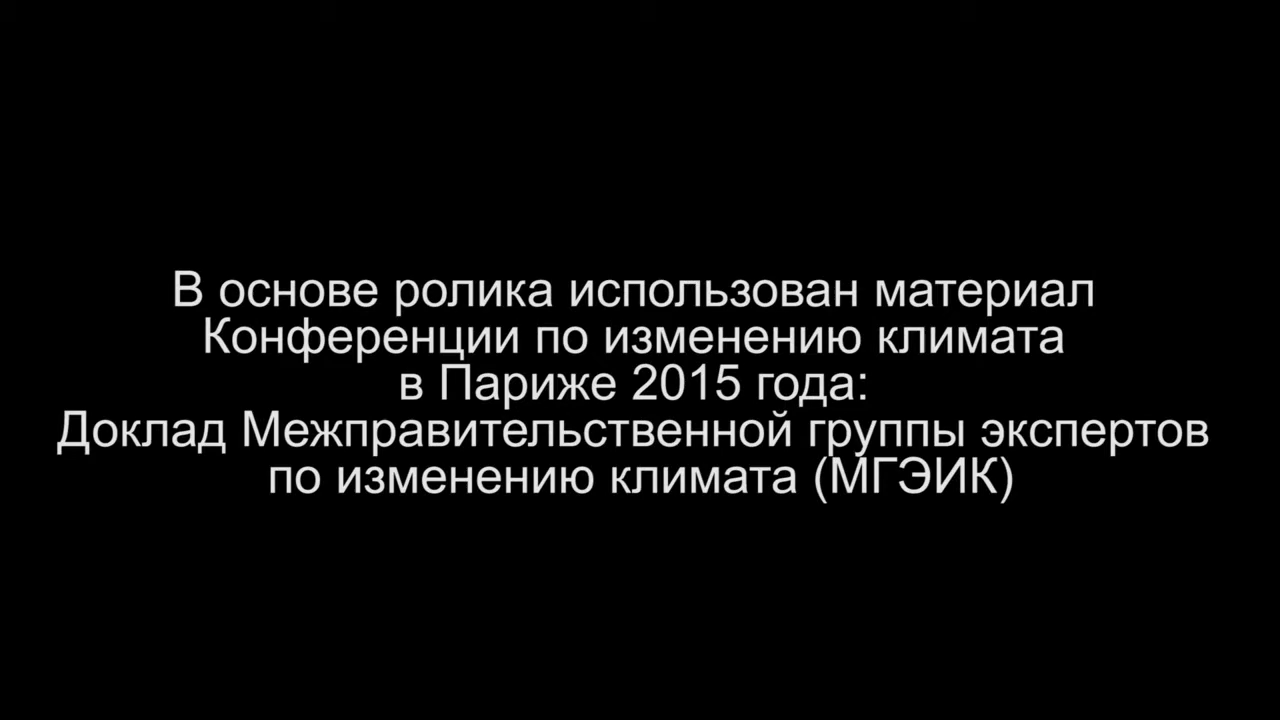 В основе ролика использован материал
Конференции по изменению климата
в Париже 2015 года:
Доклад Межправительственной группы экспертов
по изменению климата (МГЭИК)